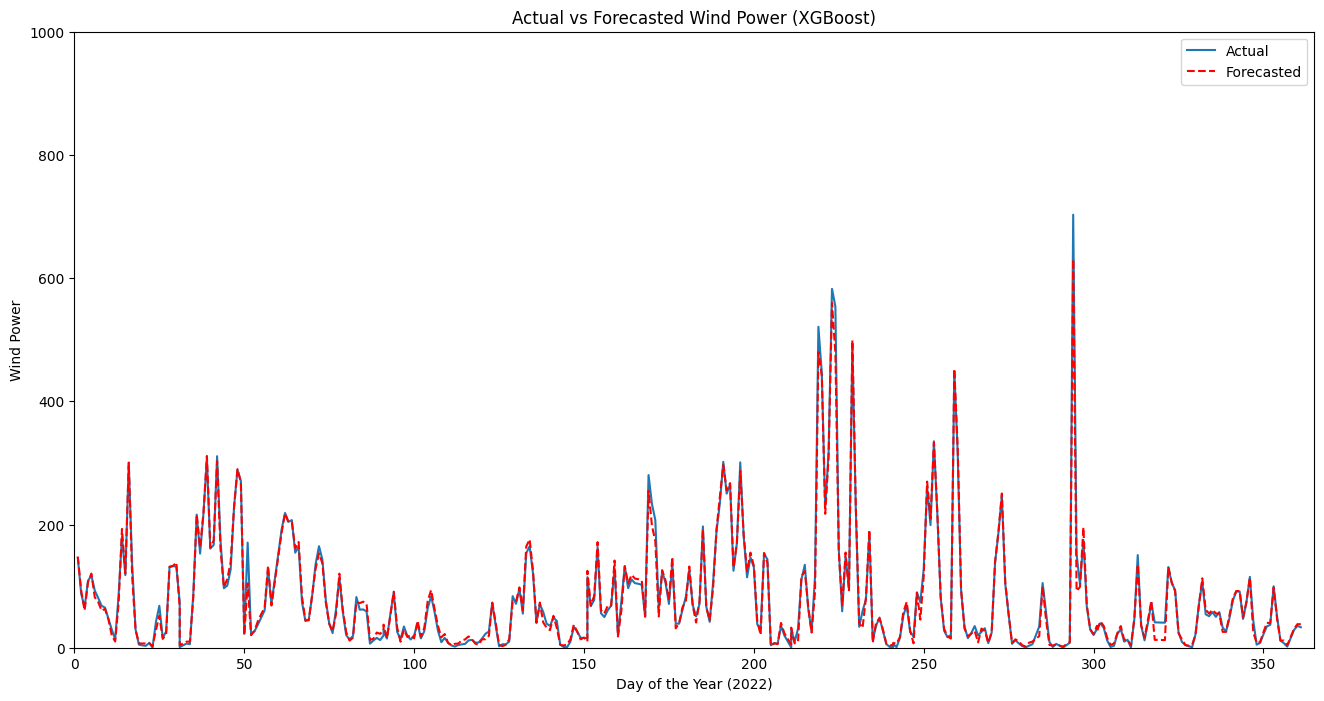 Actual vs Forecasted Wind Power (XGBoost)
Actual
Forecasted
1000
800
600
400
200
0
Wind Power
0 50 100 150 200 250 300 350
Day of the Year (2022)